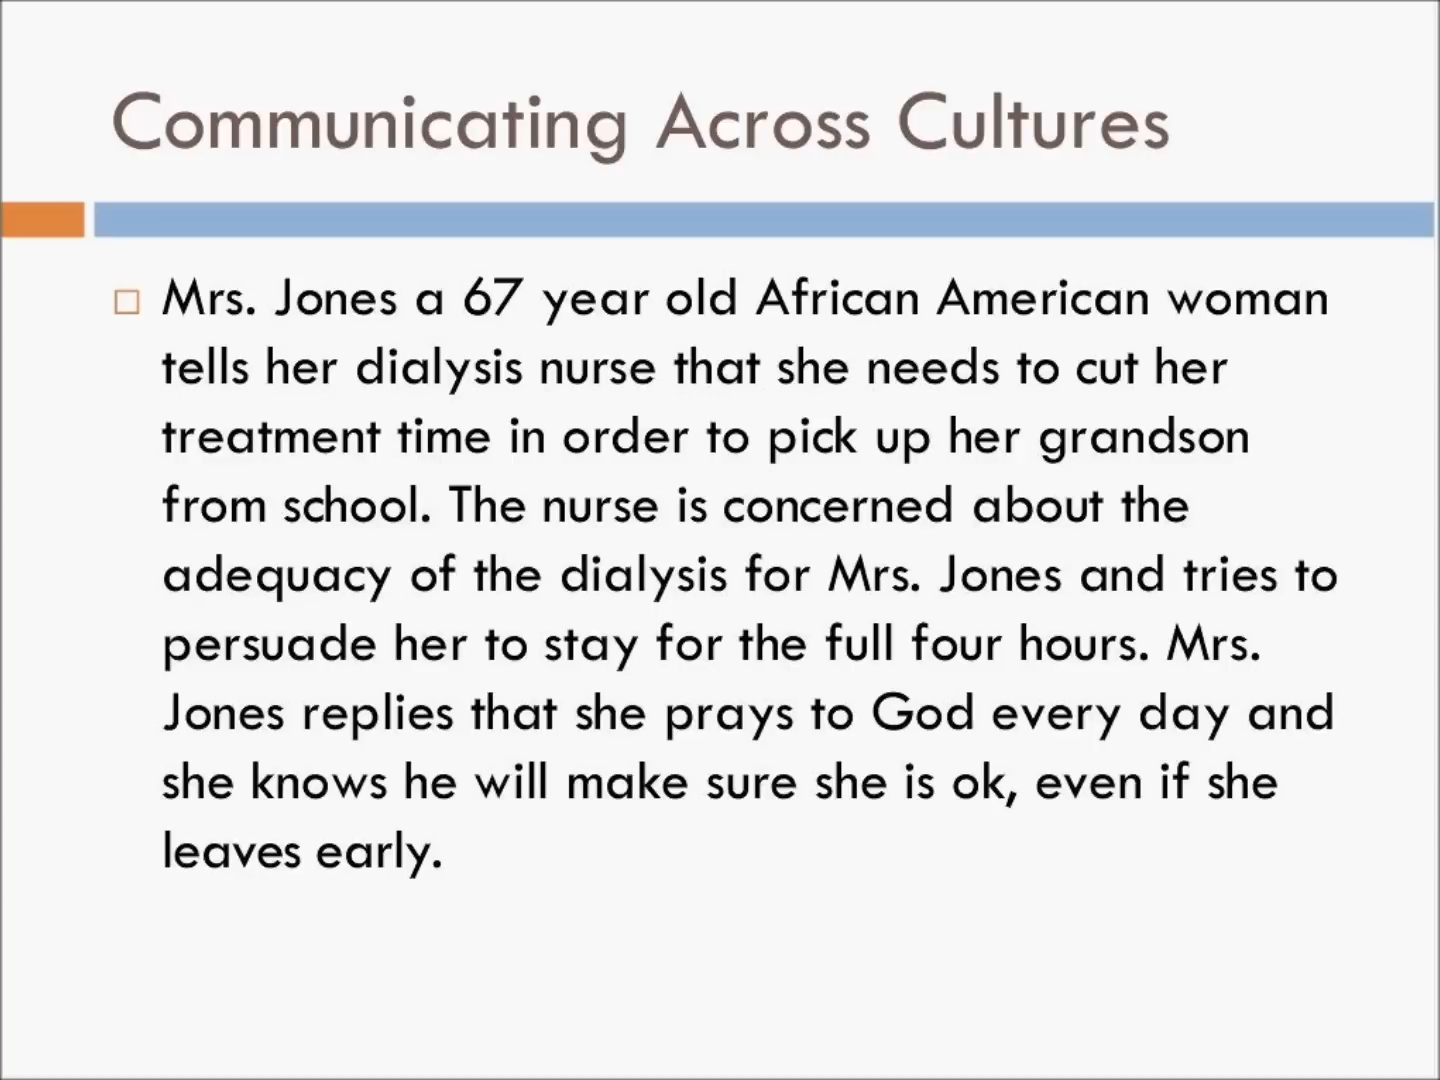 Communicating Across Cultures
Mrs. Jones a 67 year old African American woman
tells her dialysis nurse that she needs to cut her
treatment time in order to pick up her grandson
from school. The nurse is concerned about the
adequacy of the dialysis for Mrs. Jones and tries to
persuade her to stay for the full four hours. Mrs.
Jones replies that she prays to God every day and
she knows he will make sure she is ok, even if she
leaves early.